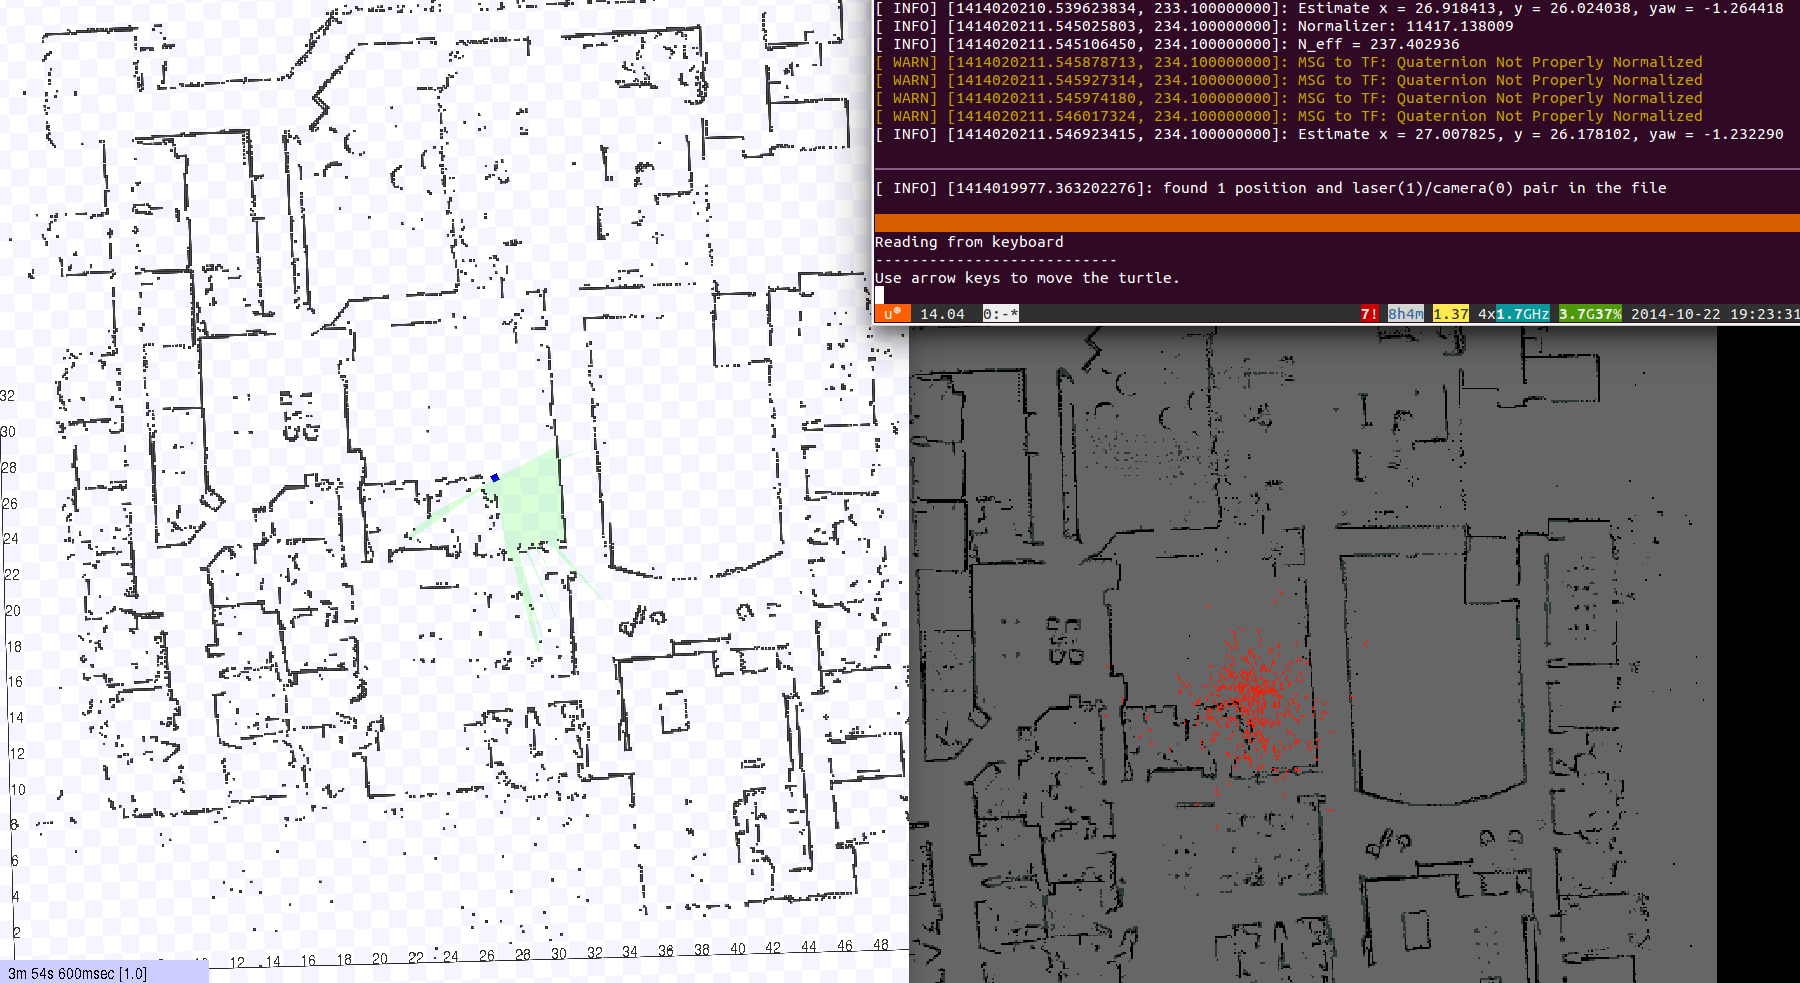 [ INFO] [1414020210.539623834, 233.100000000]: Estimate x = 26.918413, y = 26.024038, yaw = -1.264418
[ INFO] [1414020211.545025803, 234.100000000]: Normalizer: 11417.138009
[ INFO] [1414020211.545106450, 234.100000000]: N_eff = 237.402936
[ WARN] [1414020211.545878713, 234.100000000]: MSG to TF: Quaternion Not Properly Normalized
[ WARN] [1414020211.545927314, 234.100000000]: MSG to TF: Quaternion Not Properly Normalized
[ WARN] [1414020211.545974180, 234.100000000]: MSG to TF: Quaternion Not Properly Normalized
[ WARN] [1414020211.546017324, 234.100000000]: MSG to TF: Quaternion Not Properly Normalized
[ INFO] [1414020211.546923415, 234.100000000]: Estimate x = 27.007825, y = 26.178102, yaw = -1.232290
[ INFO] [1414019977.363202276]: found 1 position and laser(1)/camera(0) pair in the file
Reading from keyboard
---------------------------
Use arrow keys to move the turtle.
u® 14.04 0:-* 7! 8h4m 1.37 4x1.7GHz 3.7G37% 2014-10-22 19:23:31
32
30
28
26
24
22
20
18
16
14
12
10
8
6
4
2
12 14 16 18 20 22 24 26 28 30 32 34 36 38 40 42 44 46 48
3m 54s 600msec [1.0]